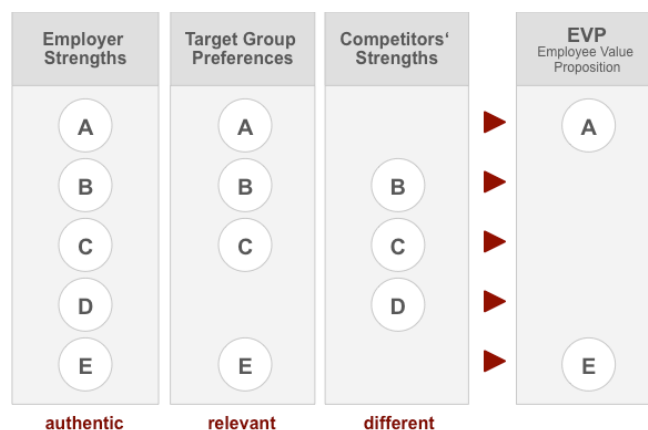 Employer
Strengths
Target Group
Preferences
Competitors‘
Strengths
EVP
Employee Value
Proposition
A
A
A
B
B
B
C
C
C
D
D
E
E
E
authentic
relevant
different